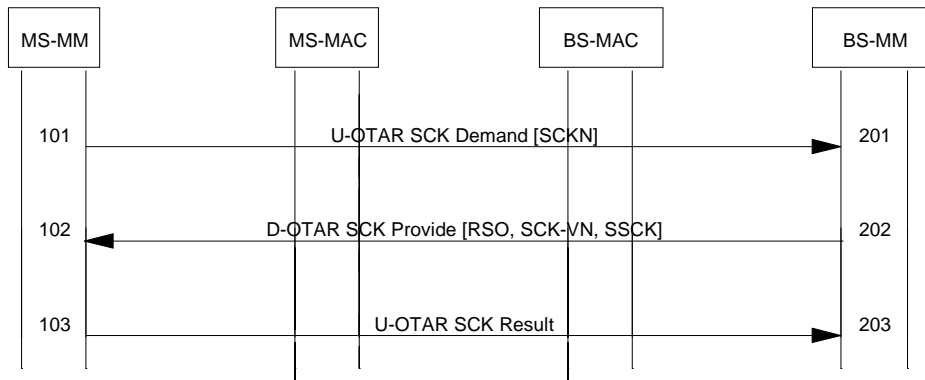 MS-MM MS-MAC BS-MAC BS-MM
101 U-OTAR SCK Demand [SCKN] 201
102 D-OTAR SCK Provide [RSO, SCK-VN, SSCK] 202
103 U-OTAR SCK Result 203